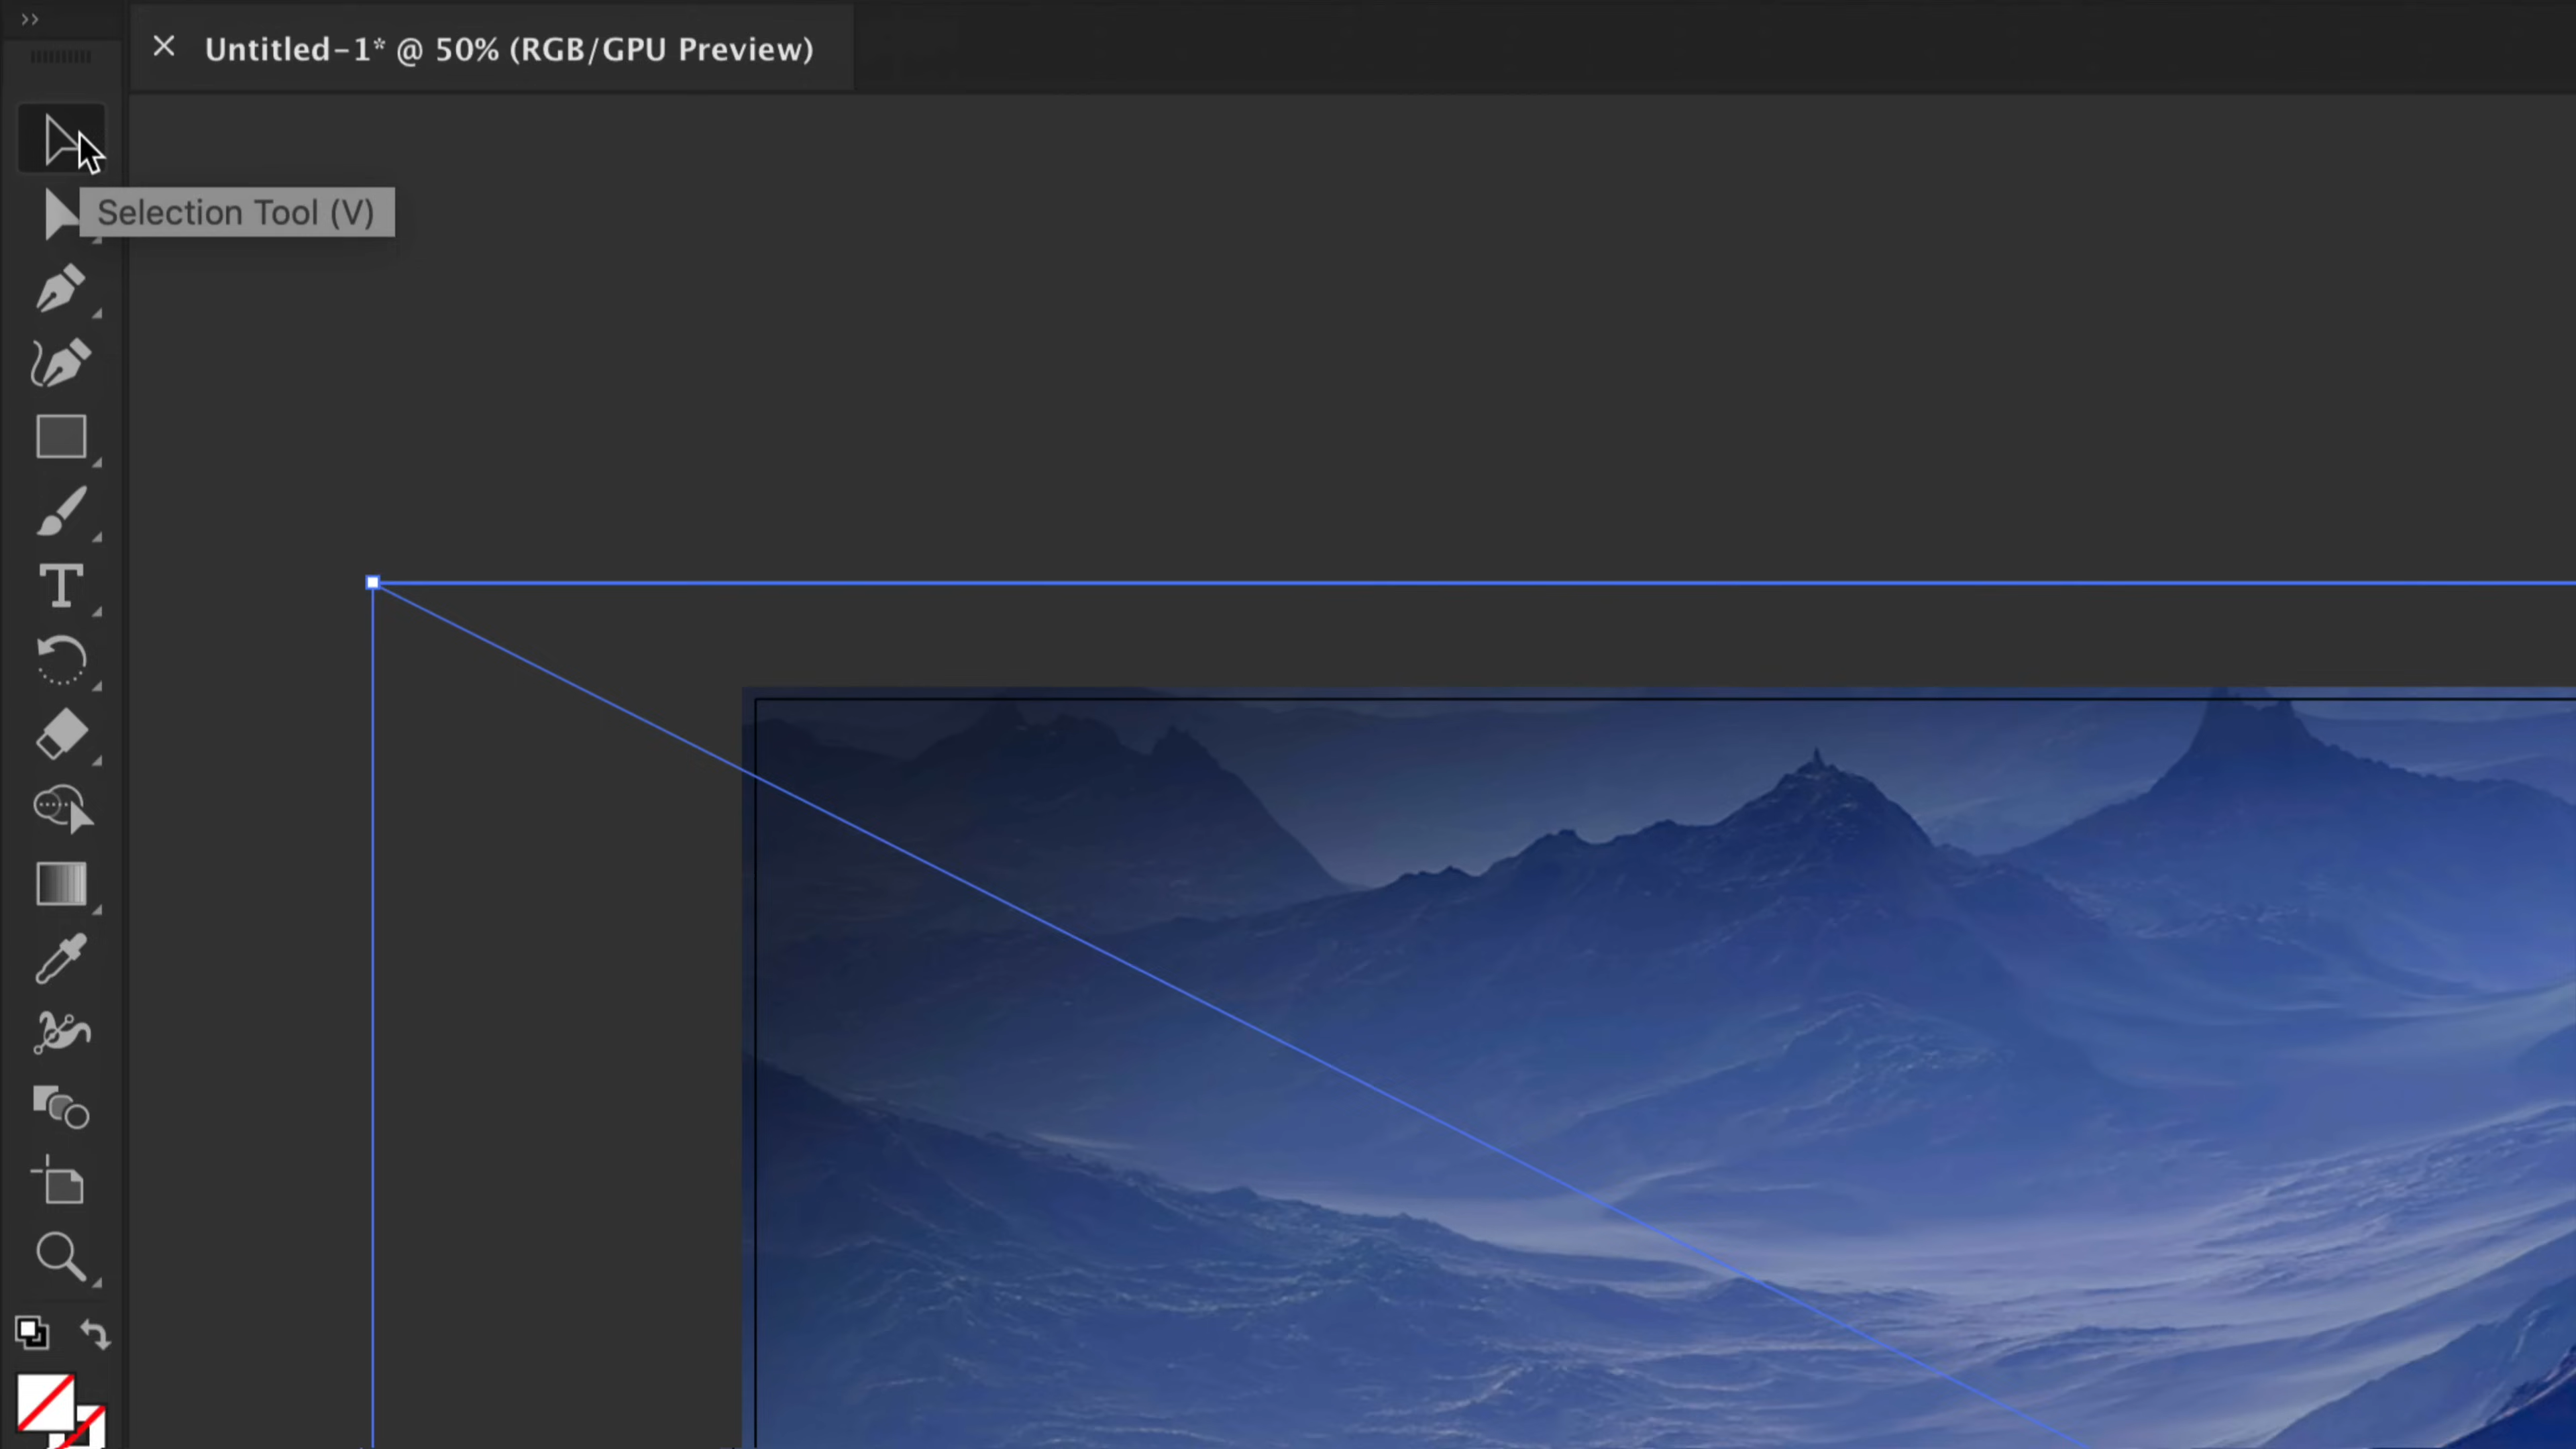 Untitled-1* @ 50% (RGB/GPU Preview)
Selection Tool (V)